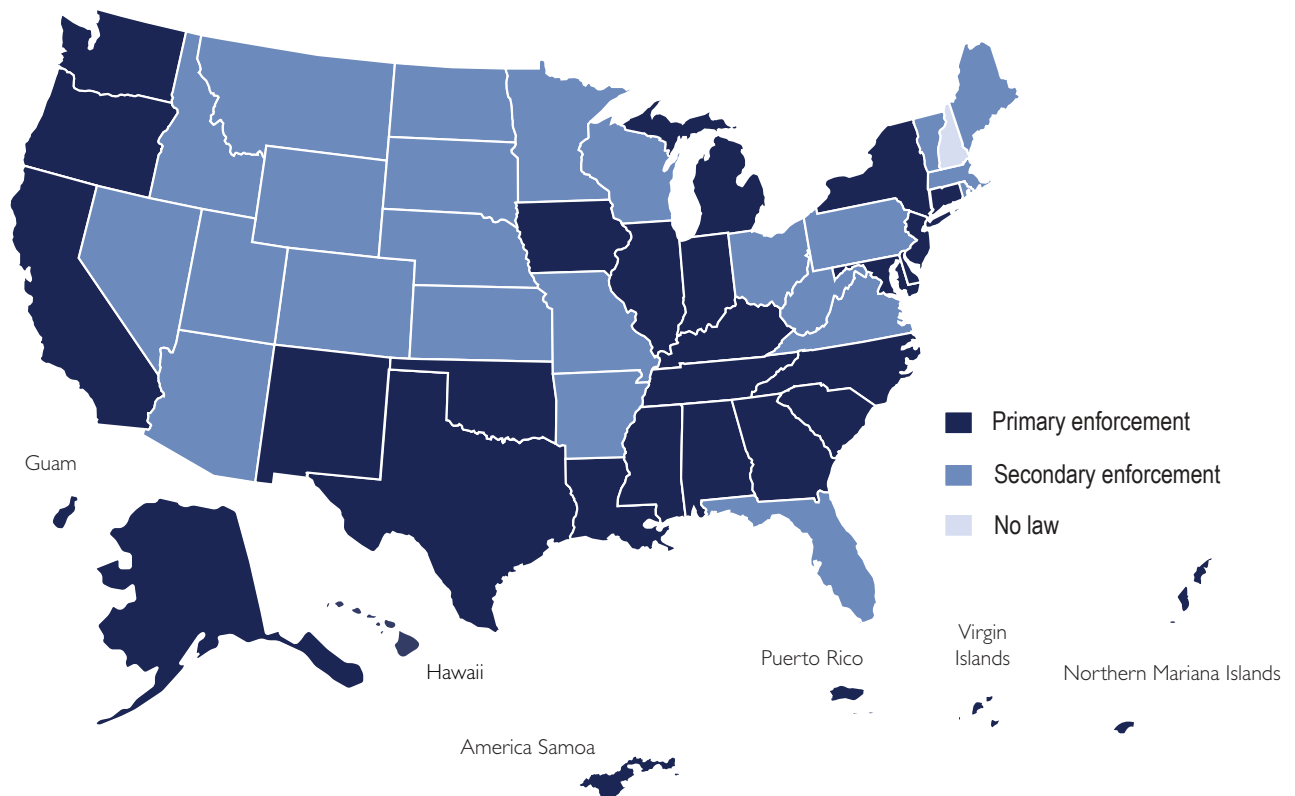 Primary enforcement
Secondary enforcement
No law
Guam
Hawaii
Puerto Rico
Virgin
Islands
Northern Mariana Islands
America Samoa